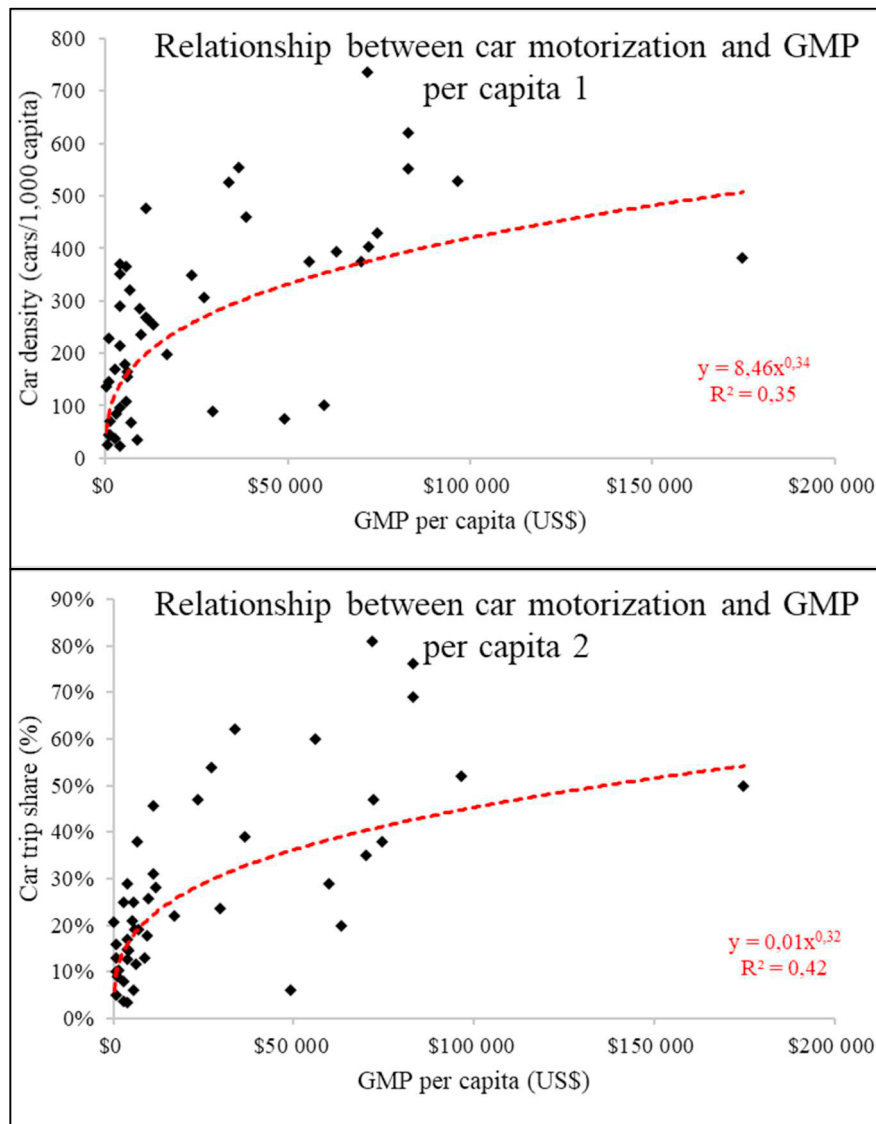 Relationship between car motorization and GMP
per capita 1
Car density (cars/1,000 capita)
800
700
600
500
400
300
200
100
0
y = 8,46x^0,34
R² = 0,35
$0
$50 000
$100 000
$150 000
$200 000
GMP per capita (US$)
Relationship between car motorization and GMP
per capita 2
Car trip share (%)
90%
80%
70%
60%
50%
40%
30%
20%
10%
0%
y = 0,01x^0,32
R² = 0,42
$0
$50 000
$100 000
$150 000
$200 000
GMP per capita (US$)